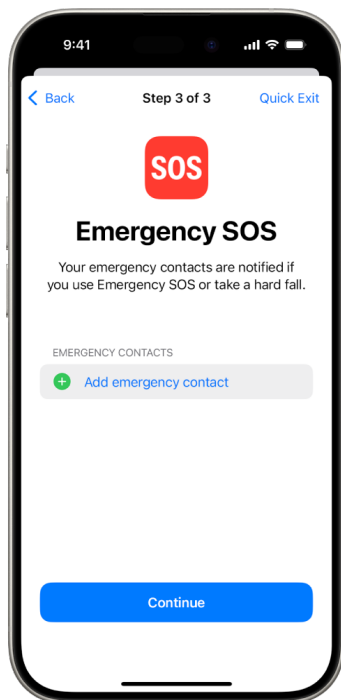 9:41
Back
Step 3 of 3
Quick Exit
SOS
Emergency SOS
Your emergency contacts are notified if
you use Emergency SOS or take a hard fall.
EMERGENCY CONTACTS
Add emergency contact
Continue